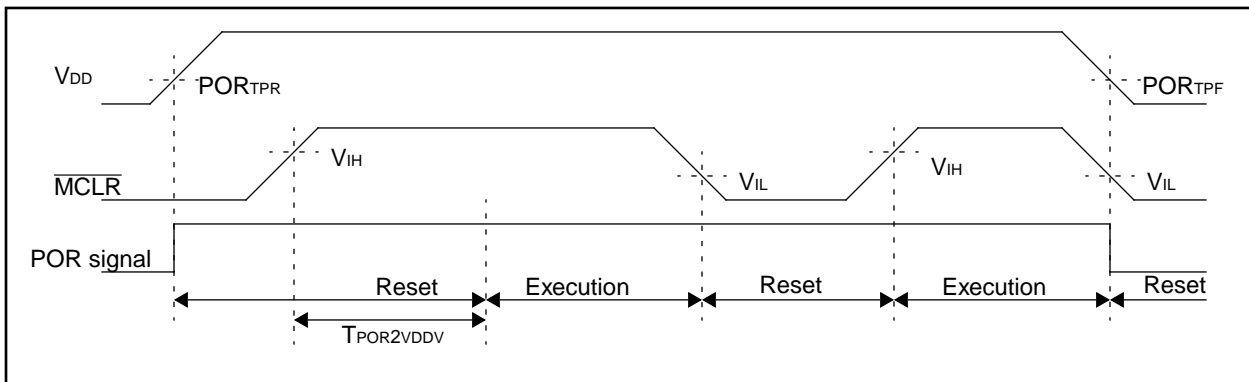 VDD
PORTPR
PORTPF
VIH
VIL
VIH
VIL
MCLR
POR signal
Reset
Execution
Reset
Execution
Reset
TPOR2VDDV